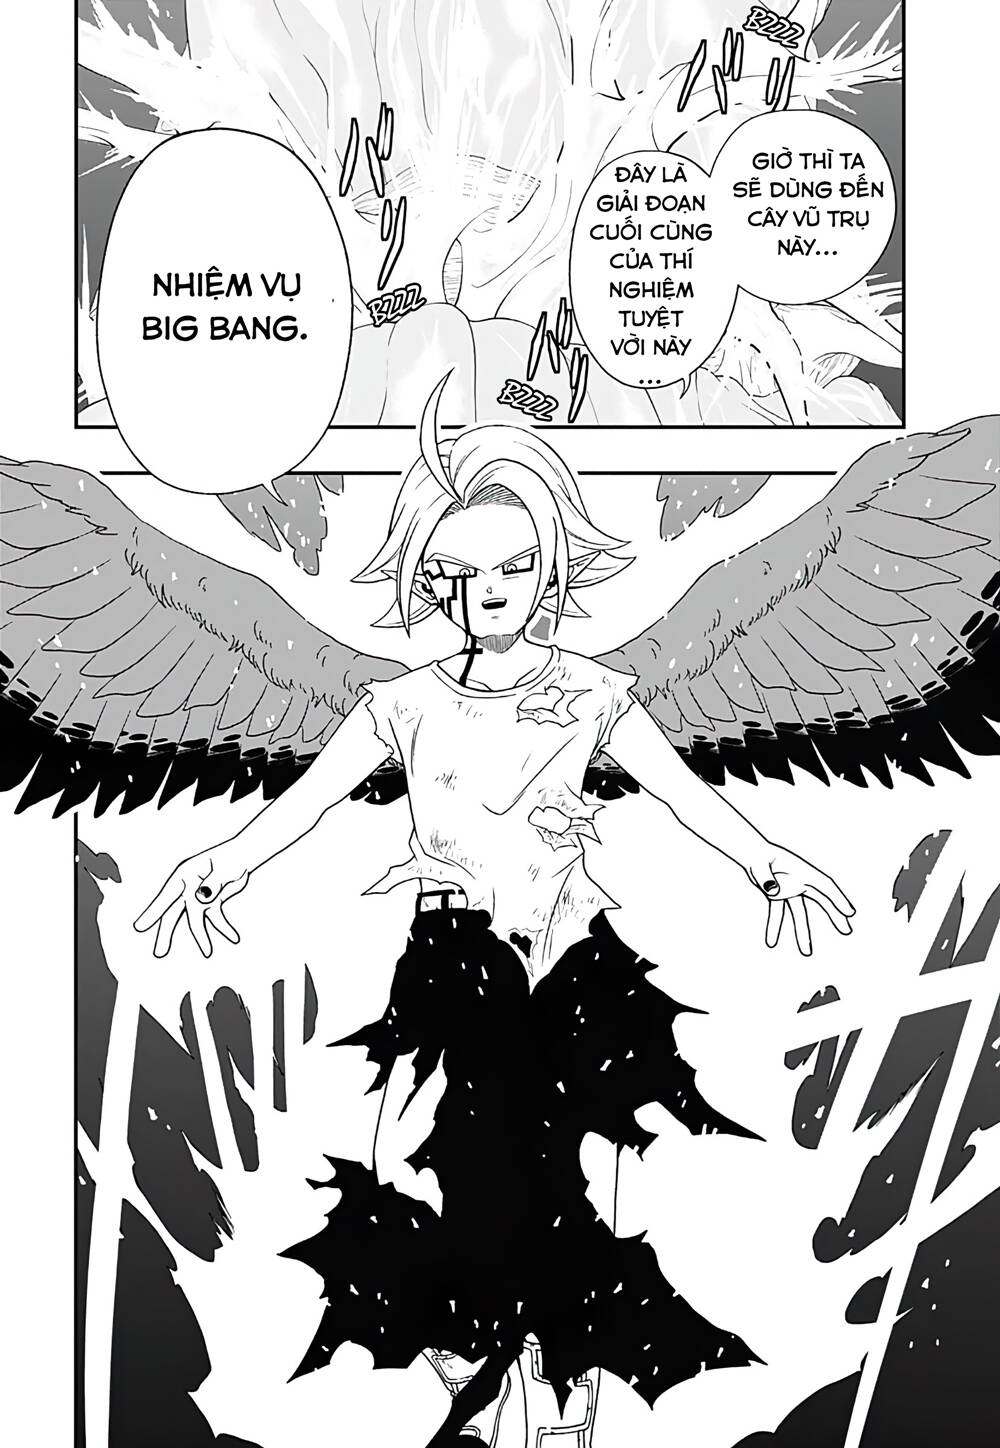 BZZZ
BZZZ
GIỜ THÌ TA
SẼ DÙNG ĐẾN
CÂY VŨ TRỤ
NÀY...
ĐÂY LÀ
GIẢI ĐOẠN
CUỐI CÙNG
CỦA THÍ
NGHIỆM
TUYỆT
VỜI NÀY
...
BZZZ
BZZZ
NHIỆM VỤ
BIG BANG.